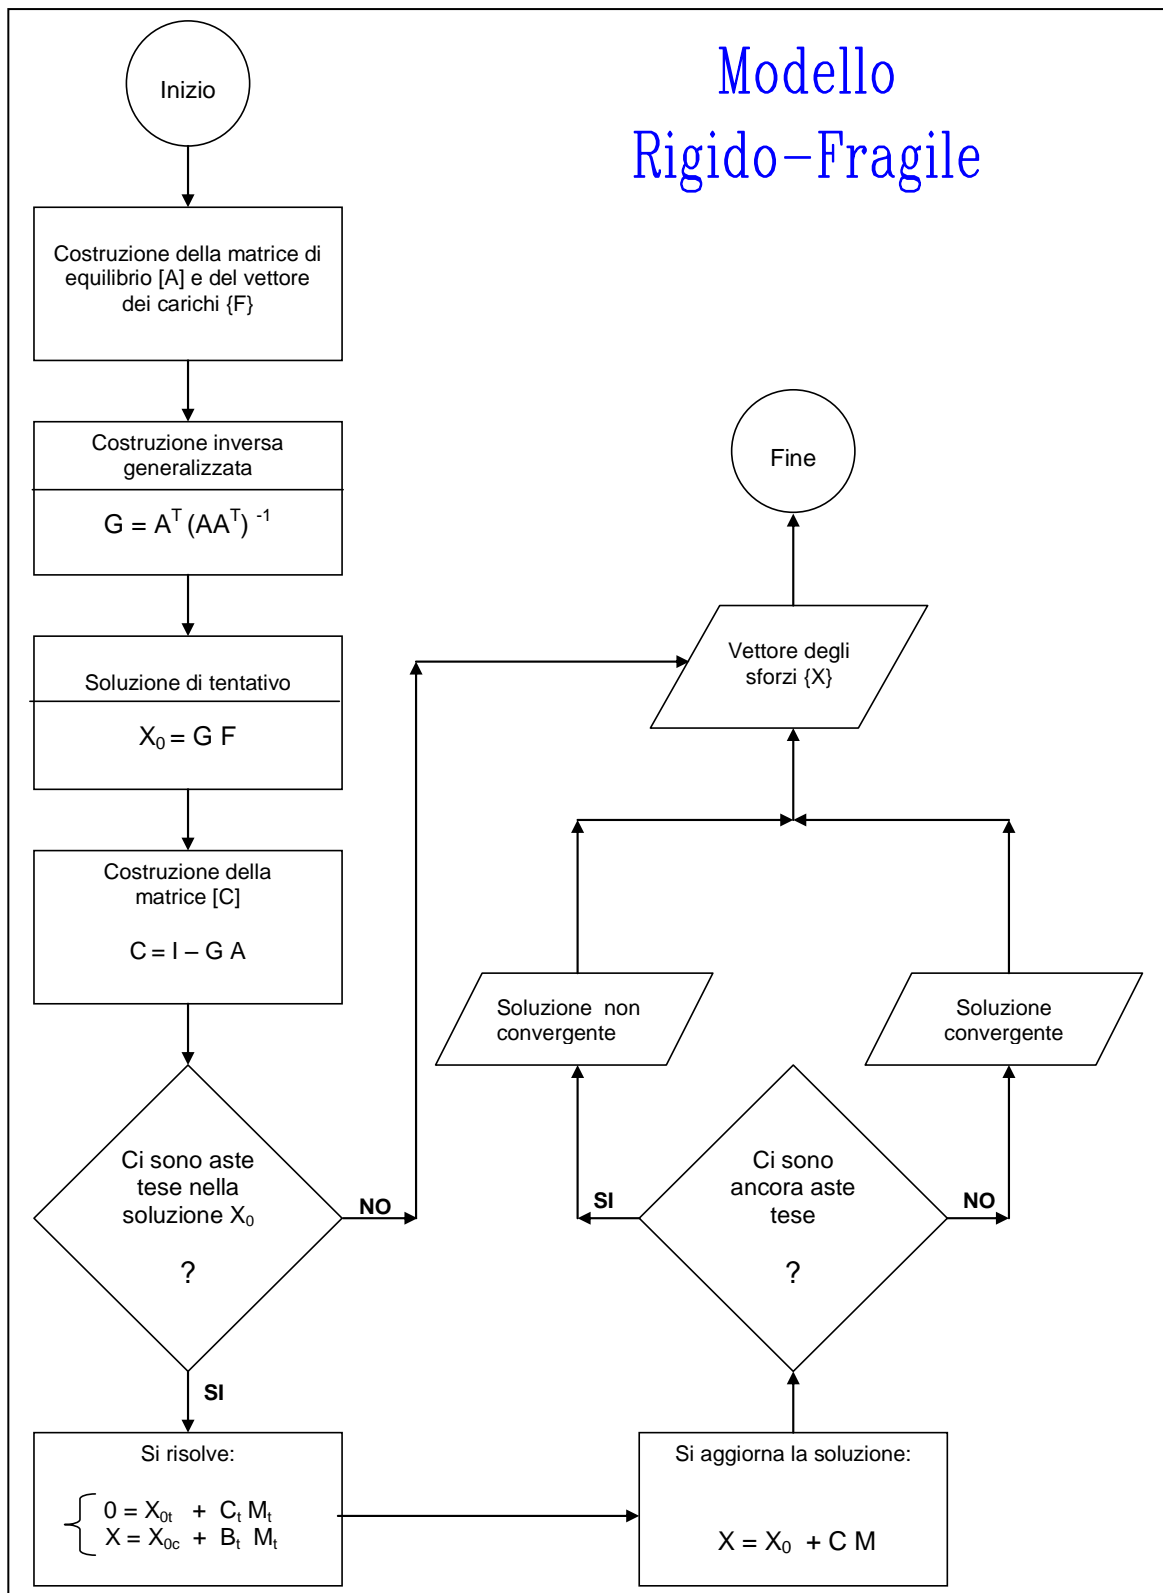 Modello
Rigido-Fragile
Inizio
Costruzione della matrice di
equilibrio [A] e del vettore
dei carichi {F}
Costruzione inversa
generalizzata
G = Aᵀ (AAᵀ) ⁻¹
Soluzione di tentativo
X₀ = G F
Costruzione della
matrice [C]
C = I – G A
Ci sono aste
tese nella
soluzione X₀
?
NO
SI
Si risolve:
0 = X₀ₜ + Cₜ Mₜ
X = X₀c + Bₜ Mₜ
Si aggiorna la soluzione:
X = X₀ + C M
Ci sono
ancora aste
tese
?
SI
NO
Soluzione non
convergente
Soluzione
convergente
Vettore degli
sforzi {X}
Fine